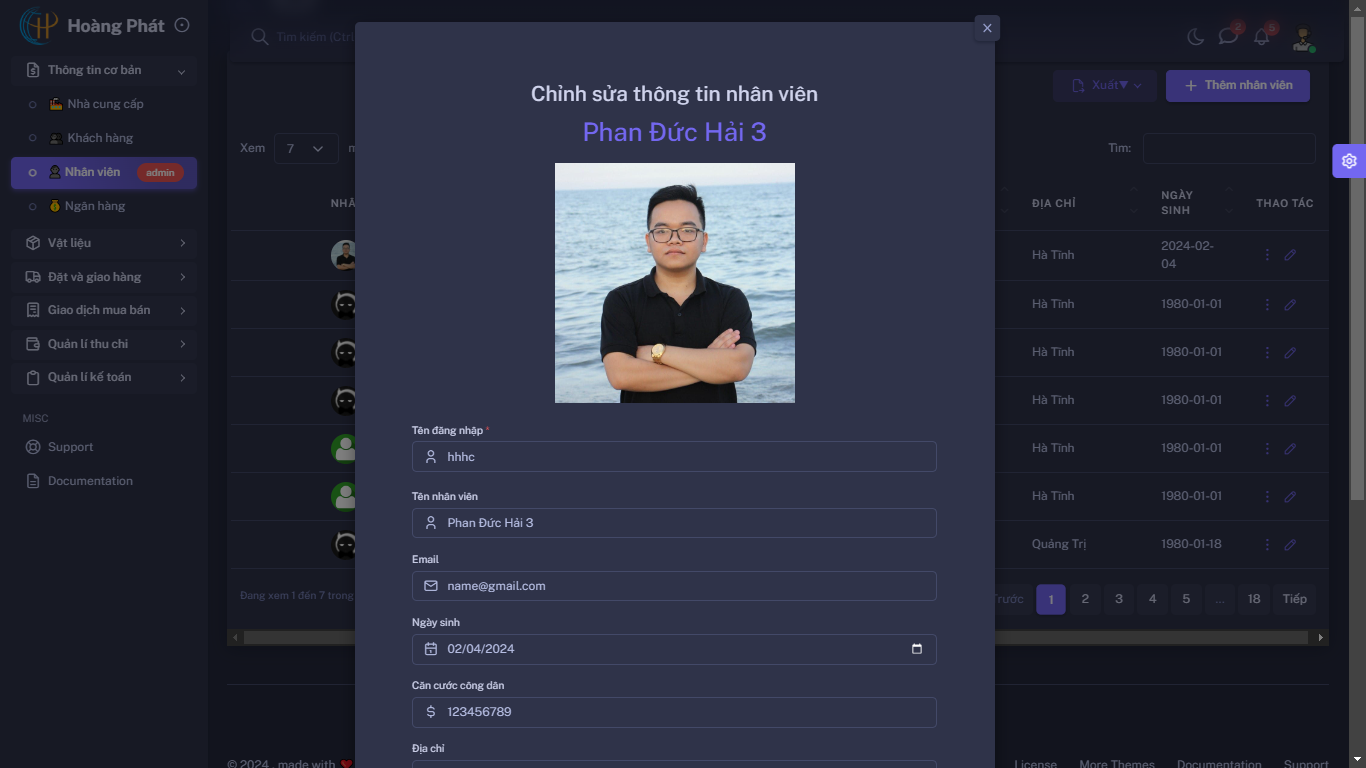 Hoàng Phát
Thông tin cơ bản
Nhà cung cấp
Khách hàng
Nhân viên admin
Ngân hàng
Vật liệu
Đặt và giao hàng
Giao dịch mua bán
Quản lí thu chi
Quản lí kế toán
MISC
Support
Documentation
Tìm kiếm (Ctrl
2
5
Xuất▼
Thêm nhân viên
Xem 7
Tìm:
ĐỊA CHỈ
NGÀY
SINH
THAO TÁC
Hà Tĩnh 2024-02-
04
Hà Tĩnh 1980-01-01
Hà Tĩnh 1980-01-01
Hà Tĩnh 1980-01-01
Hà Tĩnh 1980-01-01
Hà Tĩnh 1980-01-01
Quảng Trị 1980-01-18
Đang xem 1 đến 7 trong
1 2 3 4 5 ... 18 Tiếp
© 2024 , made with ❤️
License More Themes Documentation Support
Chỉnh sửa thông tin nhân viên
Phan Đức Hải 3
Tên đăng nhập *
hhhc
Tên nhân viên
Phan Đức Hải 3
Email
name@gmail.com
Ngày sinh
02/04/2024
Căn cước công dân
123456789
Địa chỉ